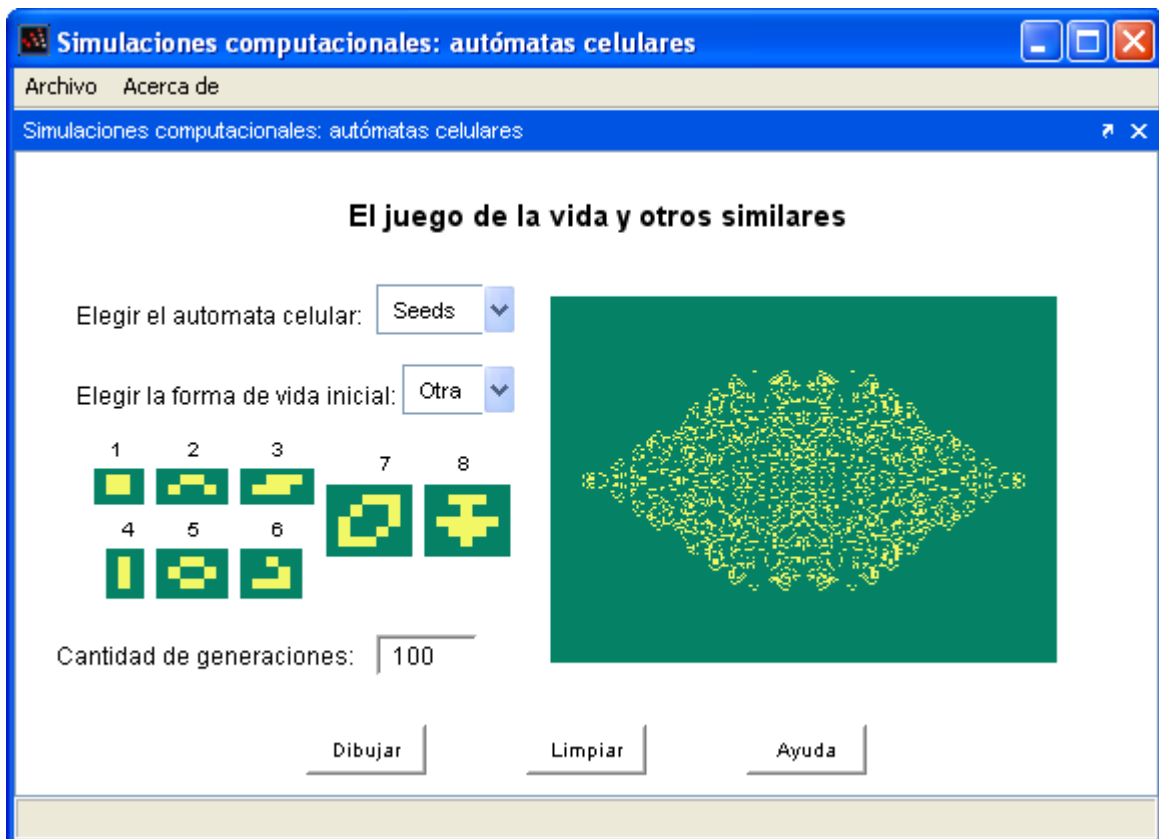 Simulaciones computacionales: autómatas celulares
Archivo Acerca de
Simulaciones computacionales: autómatas celulares
El juego de la vida y otros similares
Elegir el automata celular: Seeds
Elegir la forma de vida inicial: Otra
1 2 3 7 8
4 5 6
Cantidad de generaciones: 100
Dibujar Limpiar Ayuda